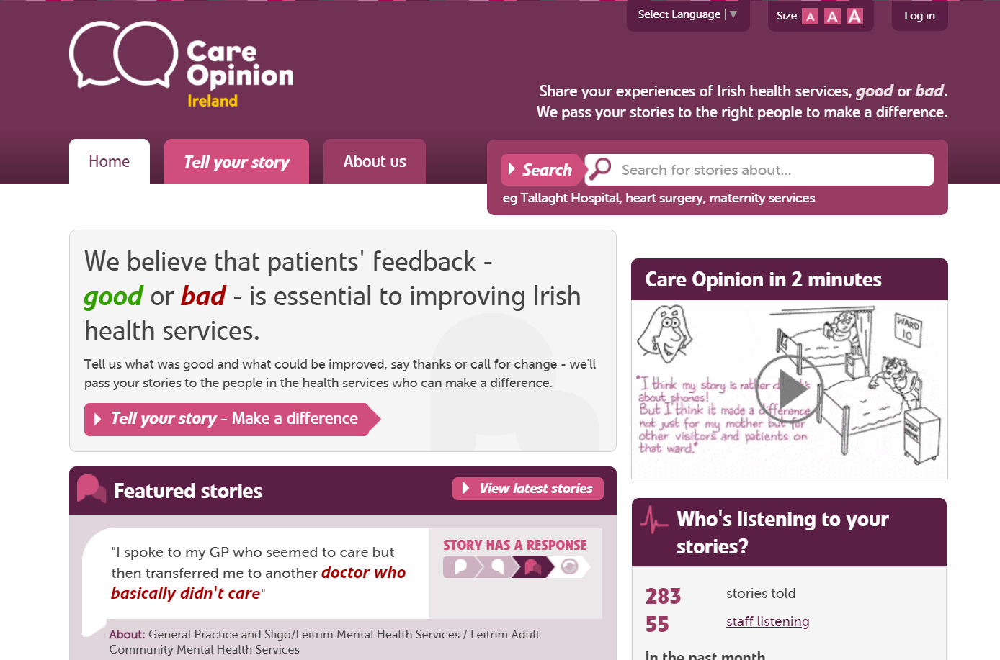 Select Language
Size: A A A
Log in
Care
Opinion
Ireland
Share your experiences of Irish health services, good or bad.
We pass your stories to the right people to make a difference.
Home
Tell your story
About us
Search
Search for stories about...
eg Tallaght Hospital, heart surgery, maternity services
We believe that patients' feedback -
good or bad - is essential to improving Irish
health services.
Tell us what was good and what could be improved, say thanks or call for change - we'll
pass your stories to the people in the health services who can make a difference.
Tell your story - Make a difference
Care Opinion in 2 minutes
WARD
10
"I think my story is rather
about phones!
But I think it made a difference
not just for my mother but for
other visitors and patients on
that ward."
Featured stories
View latest stories
"I spoke to my GP who seemed to care but
then transferred me to another doctor who
basically didn't care"
STORY HAS A RESPONSE
About: General Practice and Sligo/Leitrim Mental Health Services / Leitrim Adult
Community Mental Health Services
Who's listening to your
stories?
283 stories told
55 staff listening
In the past month